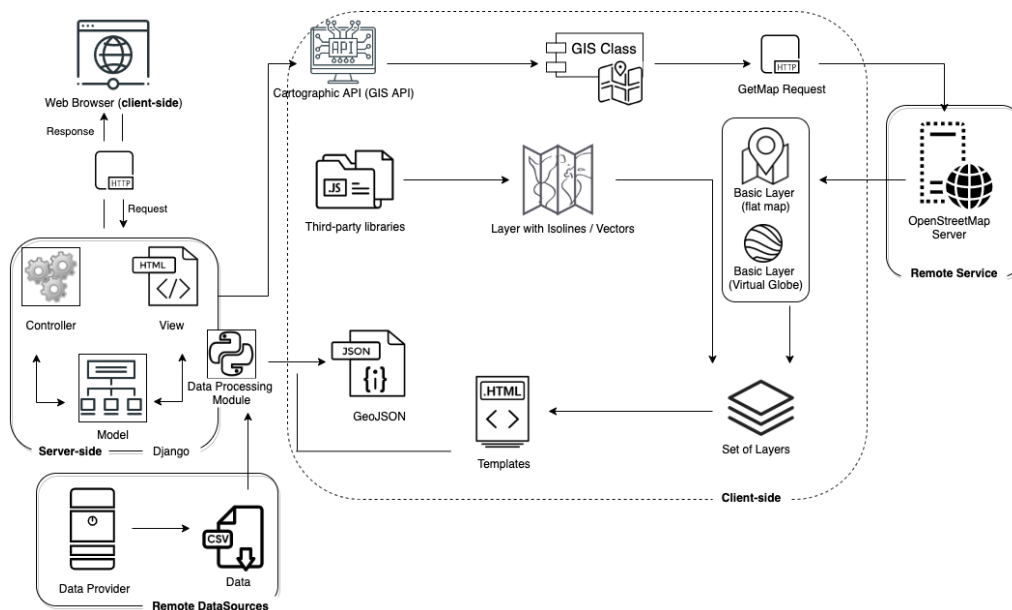 Web Browser (client-side)
Response
HTTP
Request
API
Cartographic API (GIS API)
GIS Class
HTTP
GetMap Request
JS
Third-party libraries
Layer with Isolines / Vectors
Basic Layer
(flat map)
Basic Layer
(Virtual Globe)
OpenStreetMap
Server
Remote Service
Controller
HTML
</>
View
Model
Server-side
Django
Data Processing
Module
JSON
{i}
GeoJSON
.HTML
< >
Templates
Set of Layers
Client-side
Data Provider
CSV
Data
Remote DataSources